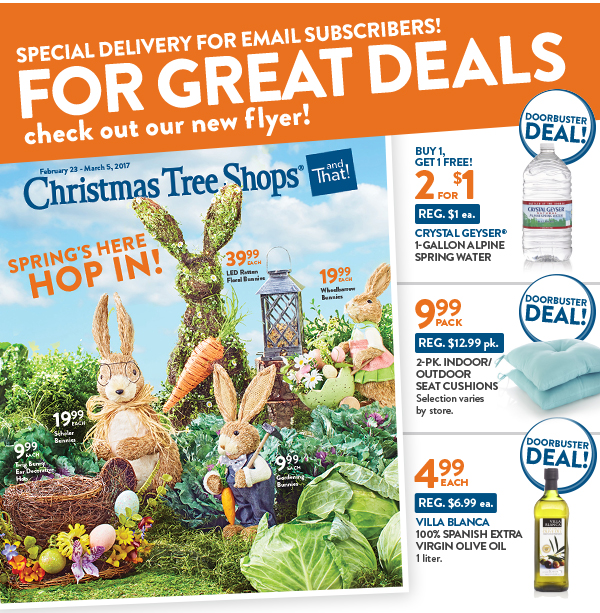 SPECIAL DELIVERY FOR EMAIL SUBSCRIBERS!
FOR GREAT DEALS
check out our new flyer!
February 23 - March 5, 2017
Christmas Tree Shops® and That!
SPRING'S HERE
HOP IN!
39.99 EACH
LED Rattan
Floral Bunnies
19.99 EACH
Wheelbarrow
Bunnies
19.99 EACH
Scholar
Bunnies
9.99 EACH
Twig Bunny
Ear Decorative
9.99 EACH
Gardening
Bunnies
DOORBUSTER
DEAL!
BUY 1,
GET 1 FREE!
2 FOR $1
REG. $1 ea.
CRYSTAL GEYSER®
1-GALLON ALPINE
SPRING WATER
CRYSTAL GEYSER
DOORBUSTER
DEAL!
9.99 PACK
REG. $12.99 pk.
2-PK. INDOOR/
OUTDOOR
SEAT CUSHIONS
Selection varies
by store.
DOORBUSTER
DEAL!
4.99 EACH
REG. $6.99 ea.
VILLA BLANCA
100% SPANISH EXTRA
VIRGIN OLIVE OIL
1 liter.
VILLA
BLANCA